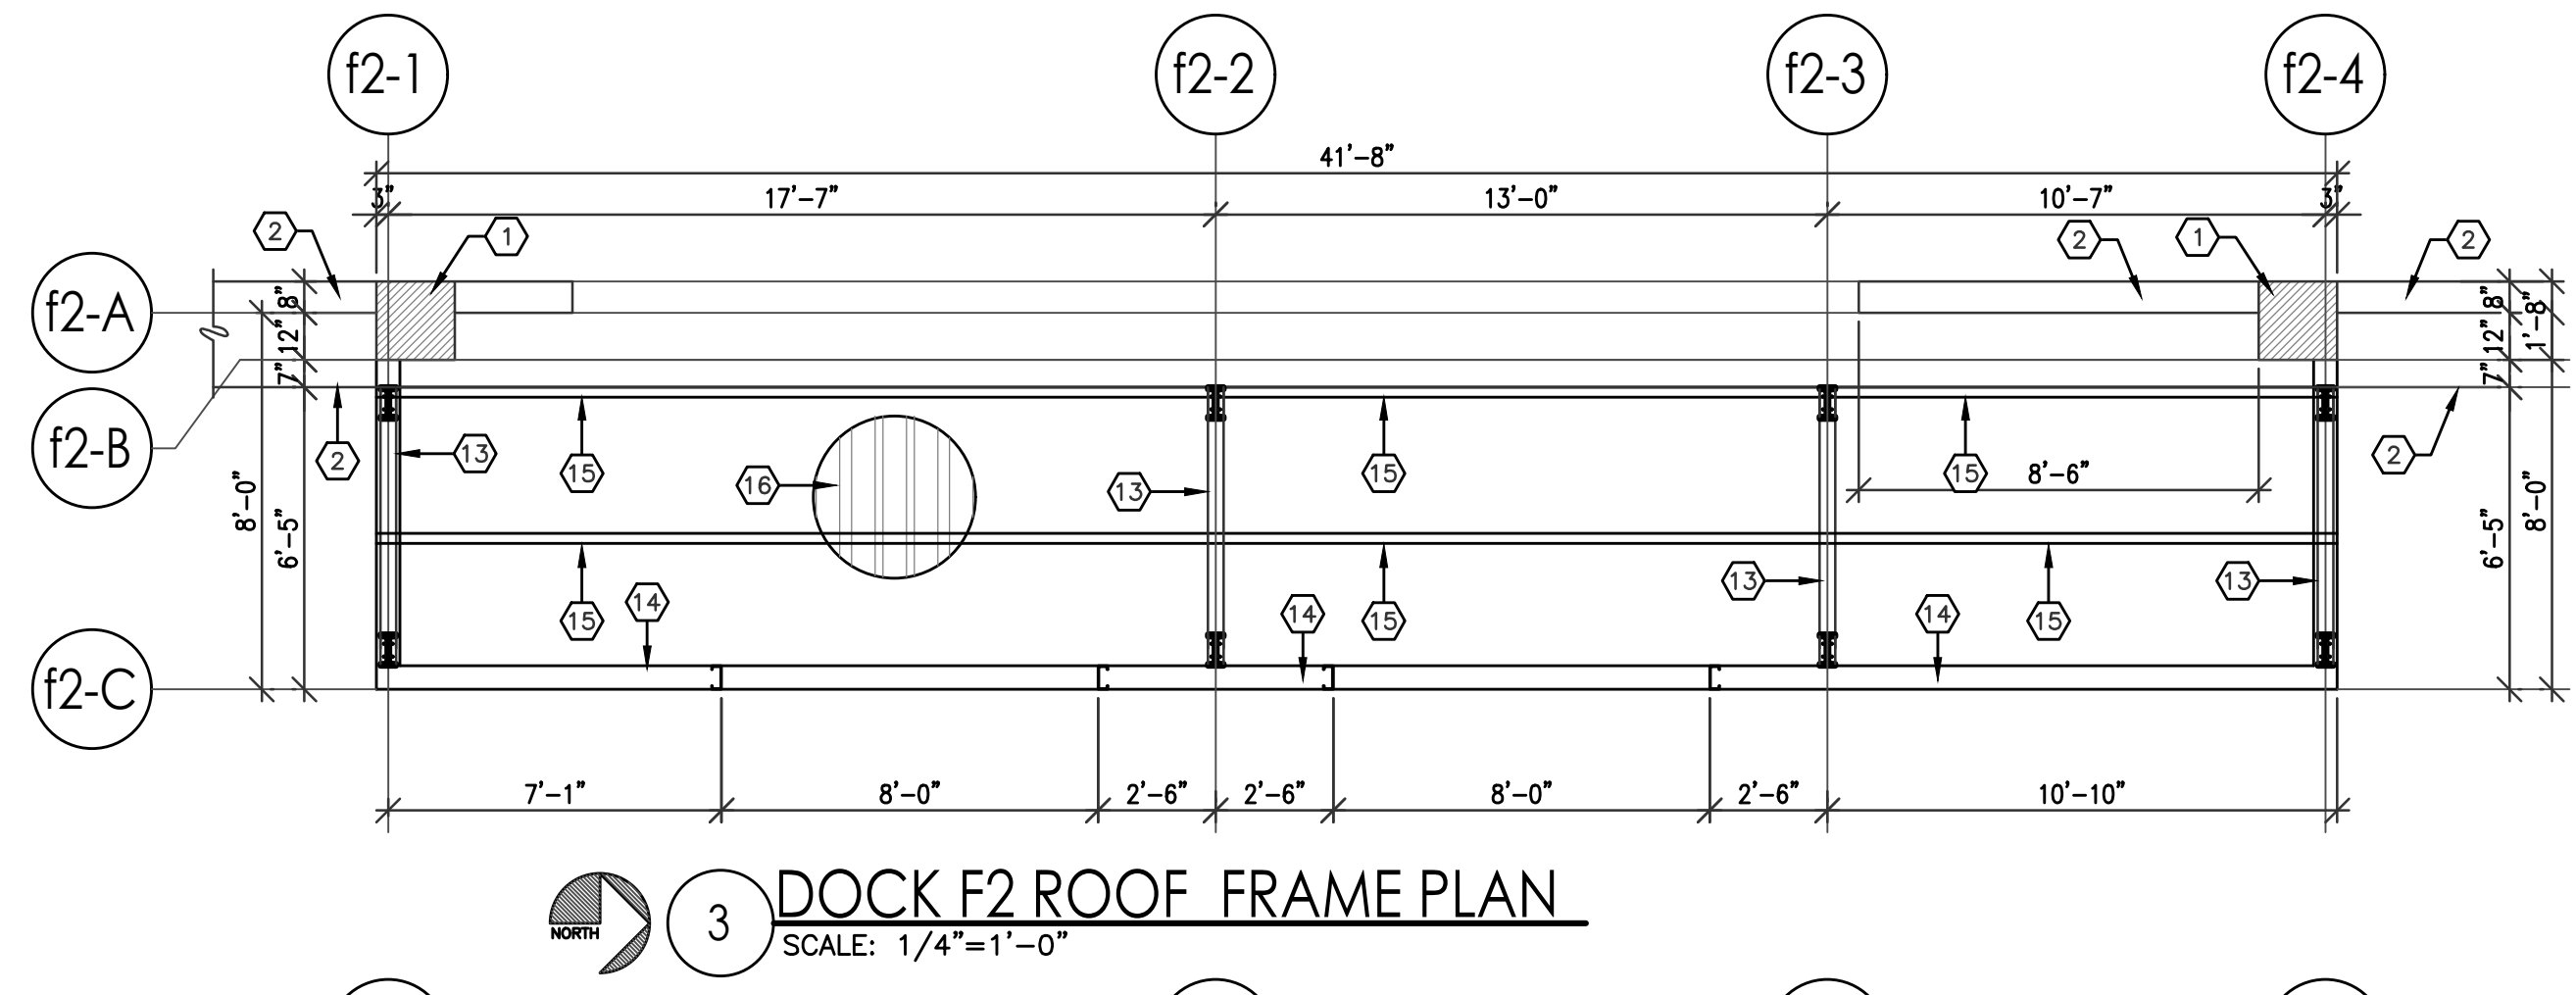 f2-1 f2-2 f2-3 f2-4
41'-8"
3" 17'-7" 13'-0" 10'-7" 3"
2 1 2 1 2
f2-A 8" 8" 1'-8"
12" 12"
7" 7"
f2-B 2 13 15 16 13 15 15 8'-6" 2
8'-0" 6'-5" 6'-5" 8'-0"
15 14 14 15 13 14 15 13
f2-C
7'-1" 8'-0" 2'-6" 2'-6" 8'-0" 2'-6" 10'-10"
NORTH
3 DOCK F2 ROOF FRAME PLAN
SCALE: 1/4"=1'-0"